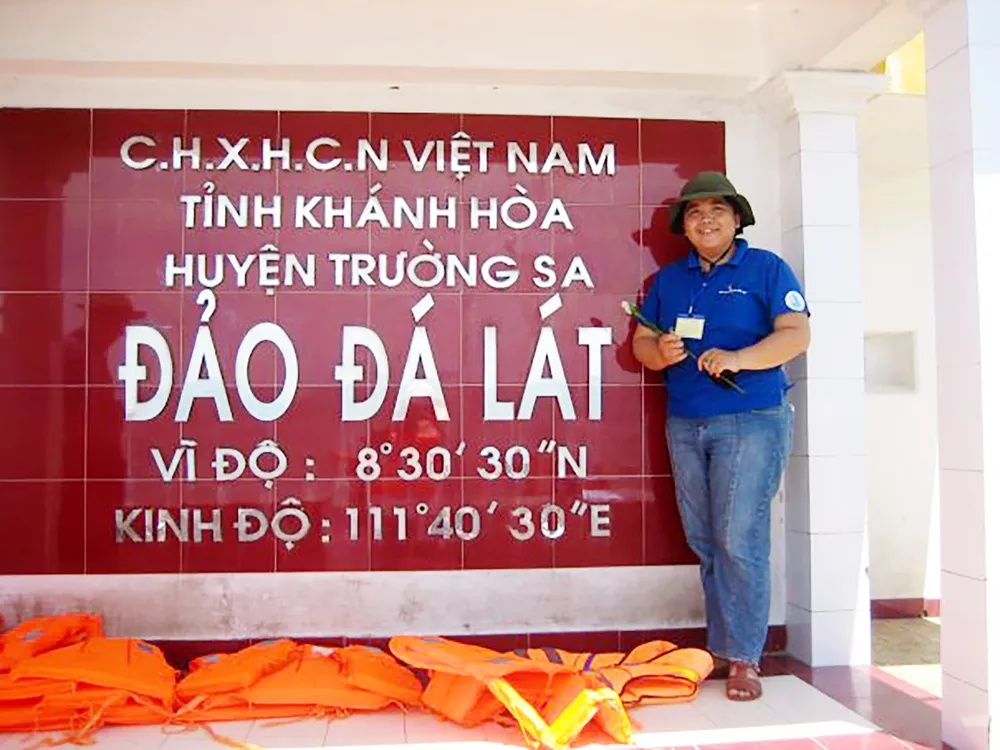 C.H.X.H.C.N VIỆT NAM
TỈNH KHÁNH HÒA
HUYỆN TRƯỜNG SA
ĐẢO ĐÁ LÁT
VĨ ĐỘ : 8°30′30″N
KINH ĐỘ : 111°40′30″E